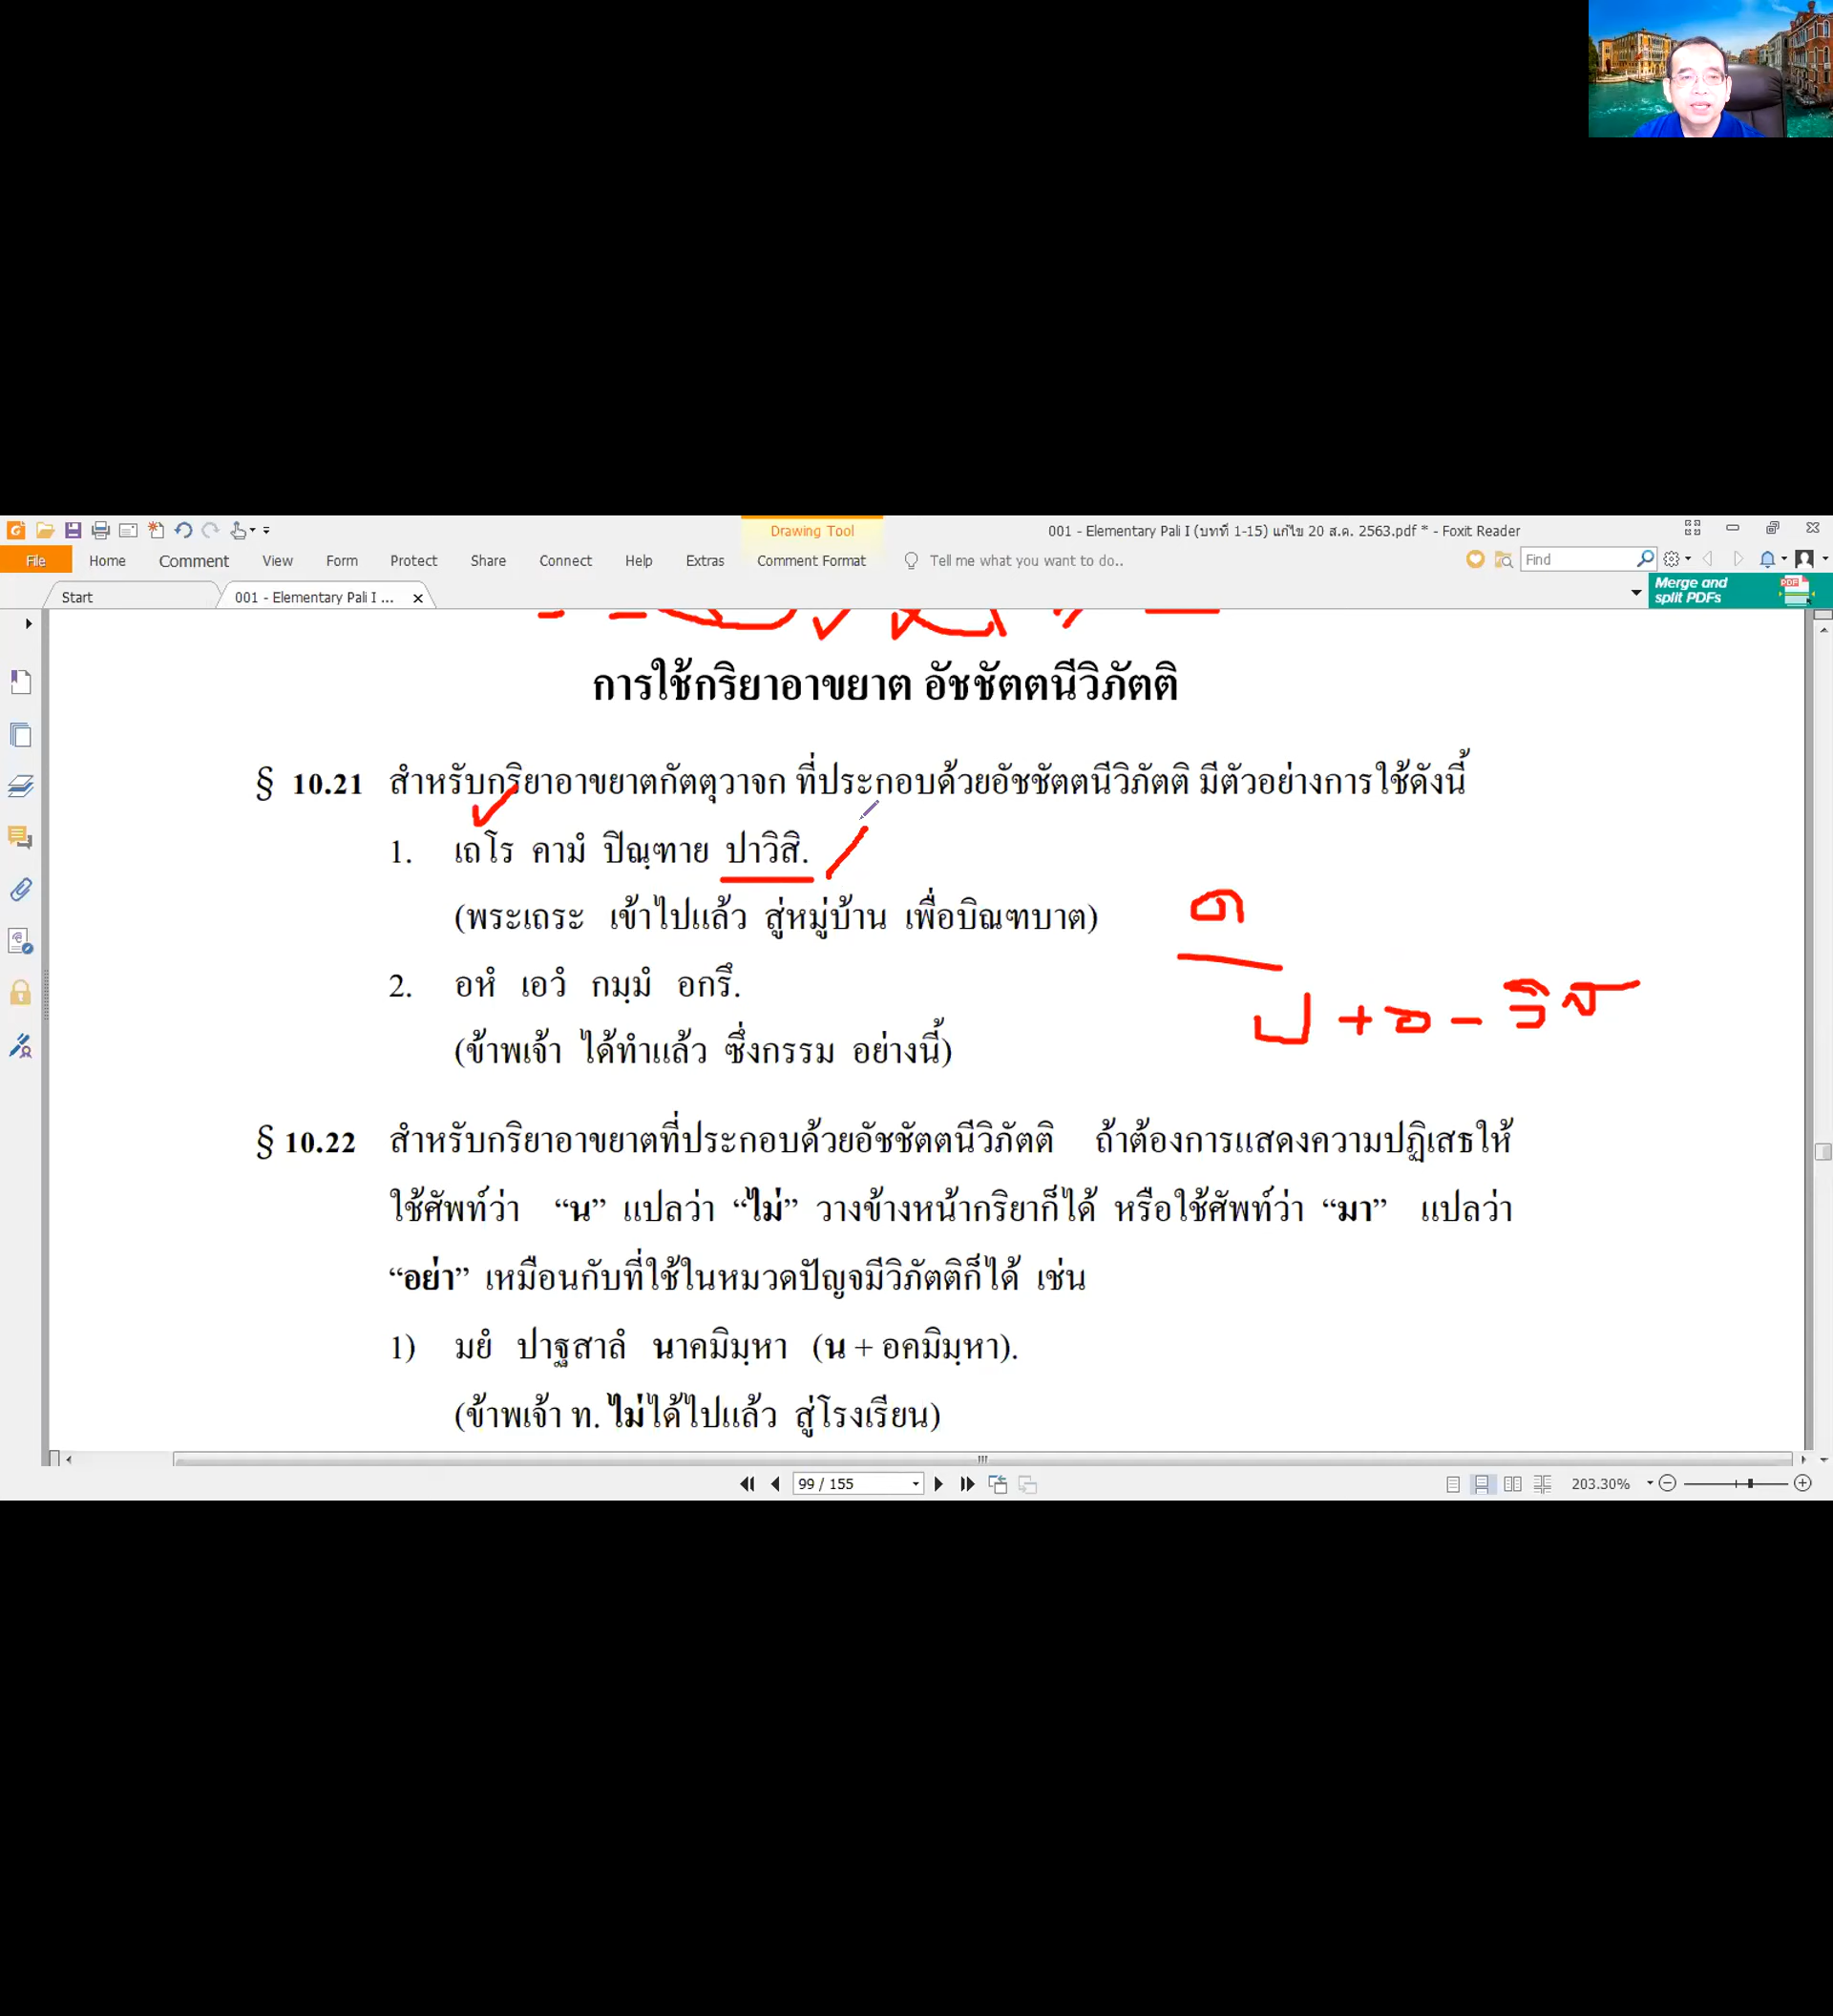 Drawing Tool
001 - Elementary Pali I (บทที่ 1-15) แก้ไข 20 ส.ค. 2563.pdf * - Foxit Reader
File Home Comment View Form Protect Share Connect Help Extras Comment Format Tell me what you want to do.. Find
Start 001 - Elementary Pali I ... Merge and split PDFs
การใช้กริยาอาขยาต อัชชัตตนีวิภัตติ
§ 10.21 สำหรับกริยาอาขยาตกัตตุวาจก ที่ประกอบด้วยอัชชัตตนีวิภัตติ มีตัวอย่างการใช้ดังนี้
1. เถโร คามํ ปิณฺฑาย ปาวิสิ.
(พระเถระ เข้าไปแล้ว สู่หมู่บ้าน เพื่อบิณฑบาต)
2. อหํ เอวํ กมฺมํ อกรึ.
ป + อ - วิส
(ข้าพเจ้า ได้ทำแล้ว ซึ่งกรรม อย่างนี้)
§ 10.22 สำหรับกริยาอาขยาตที่ประกอบด้วยอัชชัตตนีวิภัตติ ถ้าต้องการแสดงความปฏิเสธให้
ใช้ศัพท์ว่า “น” แปลว่า “ไม่” วางข้างหน้ากริยาก็ได้ หรือใช้ศัพท์ว่า “มา” แปลว่า
“อย่า” เหมือนกับที่ใช้ในหมวดปัญจมีวิภัตติก็ได้ เช่น
1) มยํ ปาฐสาลํ นาคมิมฺหา (น + อคมิมฺหา).
(ข้าพเจ้า ท. ไม่ได้ไปแล้ว สู่โรงเรียน)
99 / 155 203.30%